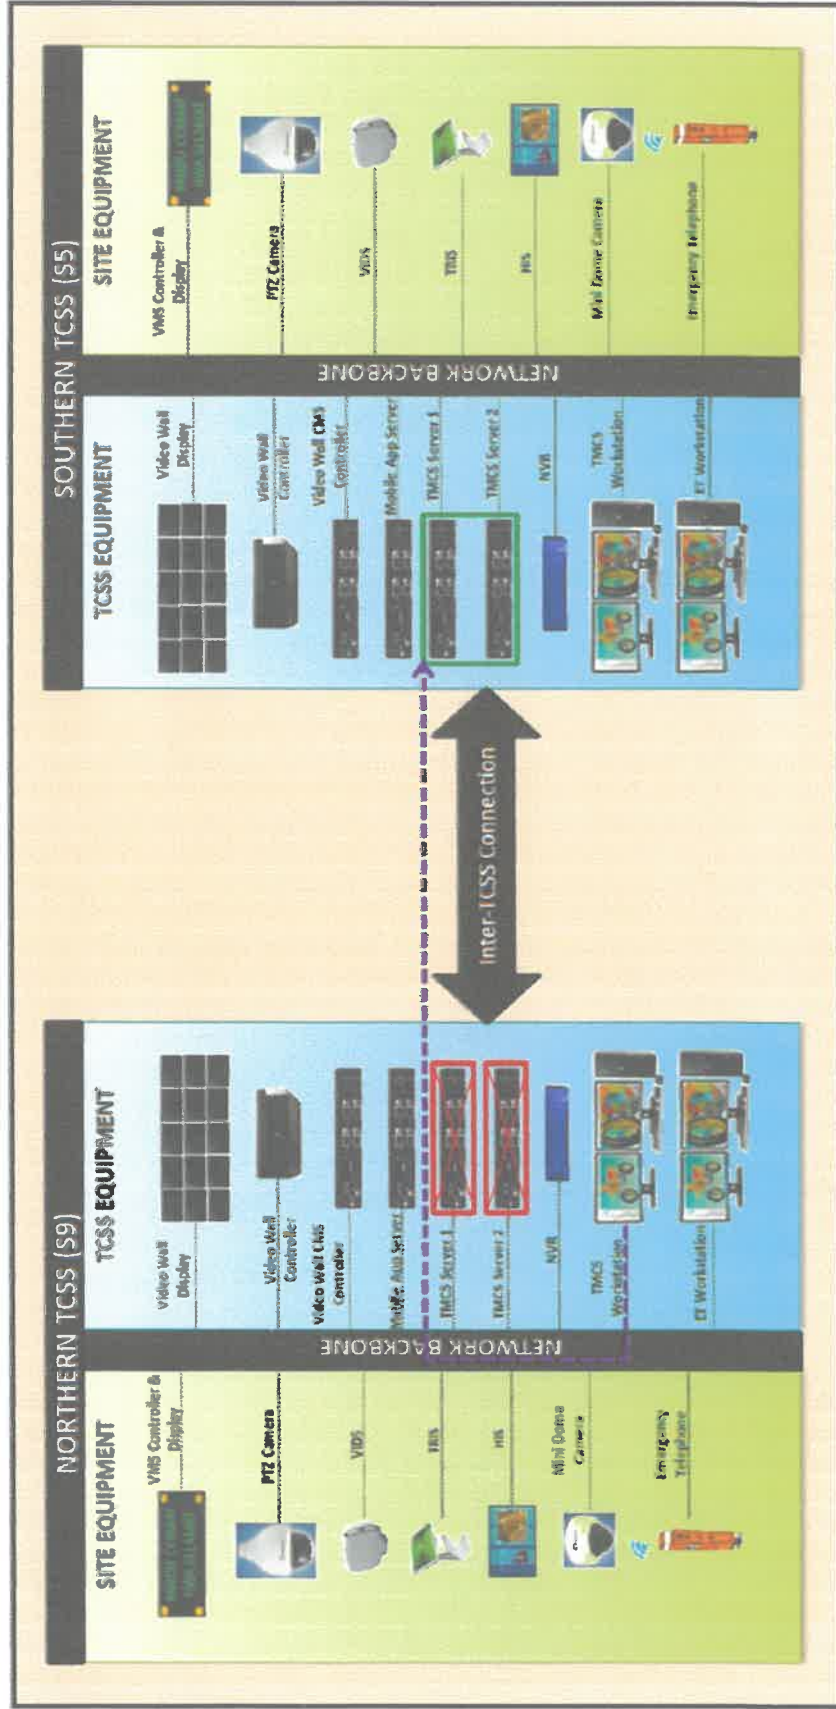 NORTHERN TCSS (S9)
SITE EQUIPMENT
VMS Controller &
Display
PTZ Camera
VIDS
TRIS
HIS
Mini Dome
Camera
Emergency
Telephone
NETWORK BACKBONE
TCSS EQUIPMENT
Video Wall
Display
Video Wall
Controller
Video Wall CMS
Controller
Mobile App Server
TMCS Server 1
TMCS Server 2
NVR
TMCS
Workstation
ET Workstation
Inter-TCSS Connection
SOUTHERN TCSS (S5)
TCSS EQUIPMENT
Video Wall
Display
Video Wall
Controller
Video Wall CMS
Controller
Mobile App Server
TMCS Server 1
TMCS Server 2
NVR
TMCS
Workstation
ET Workstation
NETWORK BACKBONE
SITE EQUIPMENT
VMS Controller &
Display
PTZ Camera
VIDS
TRIS
HIS
Mini Dome Camera
Emergency Telephone